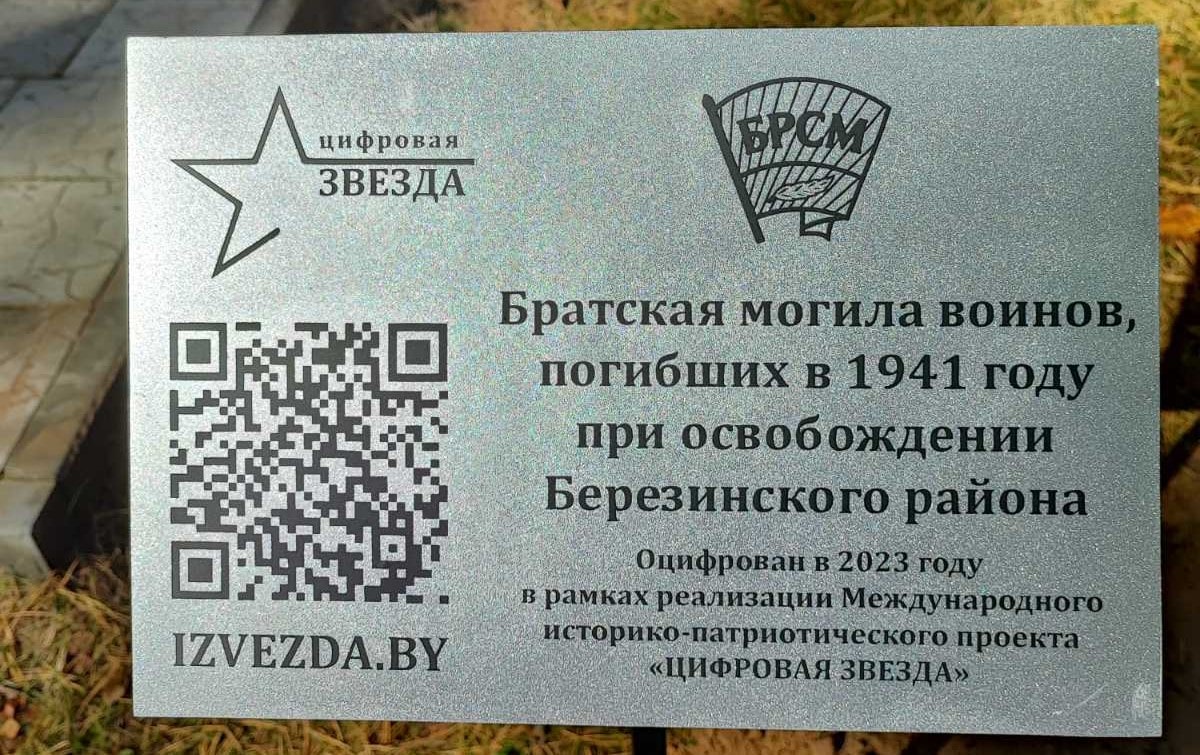 цифровая
ЗВЕЗДА
БРСМ
Братская могила воинов,
погибших в 1941 году
при освобождении
Березинского района
Оцифрован в 2023 году
в рамках реализации Международного
историко-патриотического проекта
«ЦИФРОВАЯ ЗВЕЗДА»
IZVEZDA.BY